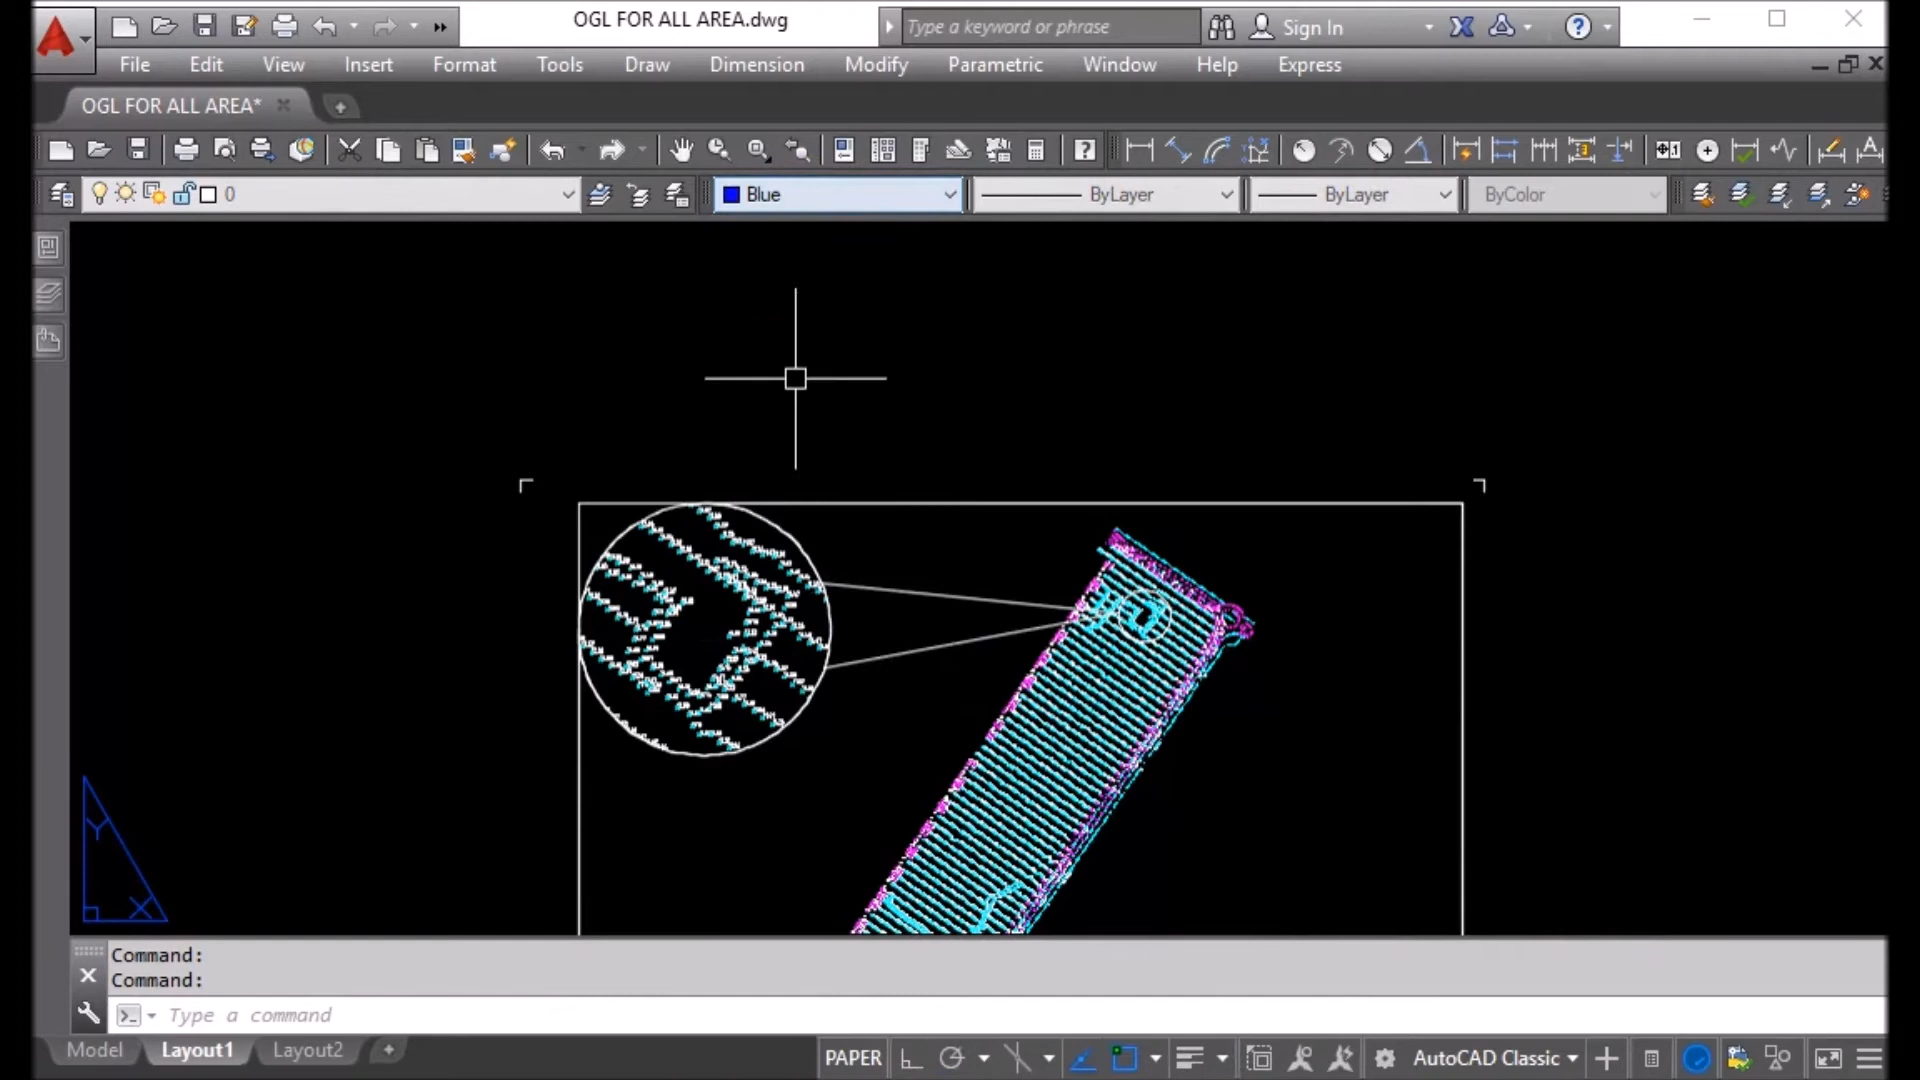 OGL FOR ALL AREA.dwg
Type a keyword or phrase
Sign In
File Edit View Insert Format Tools Draw Dimension Modify Parametric Window Help Express
OGL FOR ALL AREA*
0
Blue
ByLayer
ByLayer
ByColor
Y
X
Command:
Command:
Type a command
Model Layout1 Layout2
PAPER
AutoCAD Classic